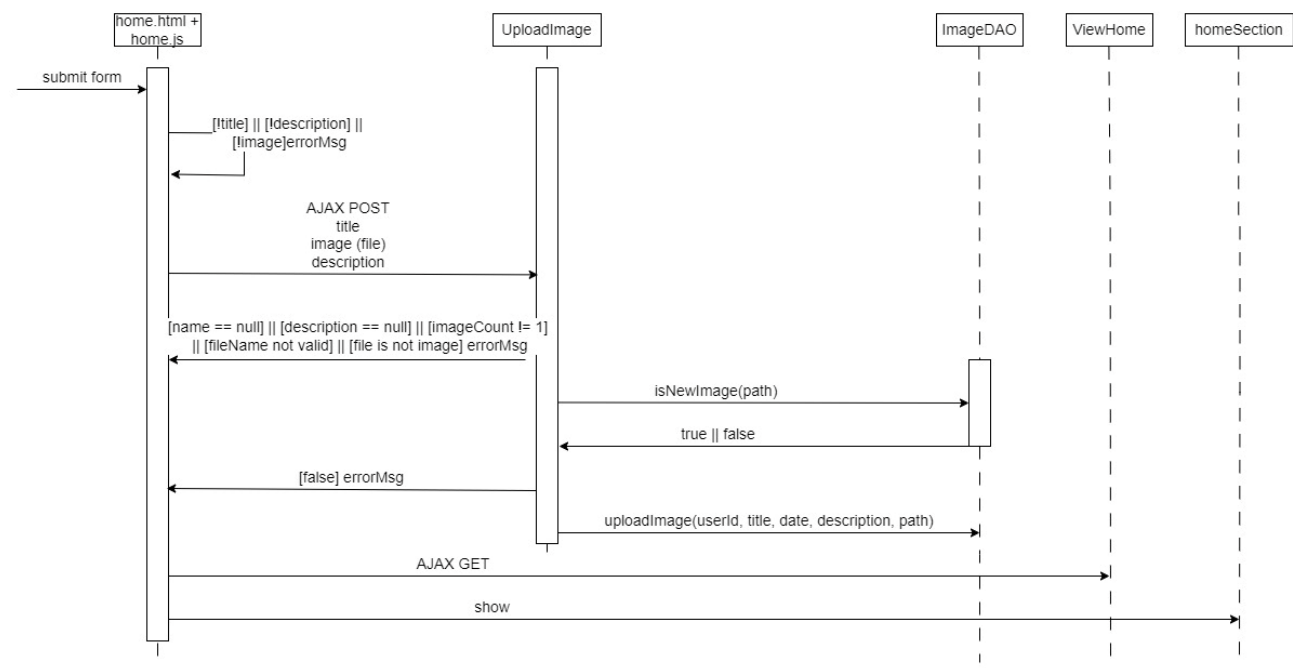 home.html +
home.js
UploadImage
ImageDAO
ViewHome
homeSection
submit form
[!title] || [!description] ||
[!image]errorMsg
AJAX POST
title
image (file)
description
[name == null] || [description == null] || [imageCount != 1]
|| [fileName not valid] || [file is not image] errorMsg
isNewImage(path)
true || false
[false] errorMsg
uploadImage(userId, title, date, description, path)
AJAX GET
show